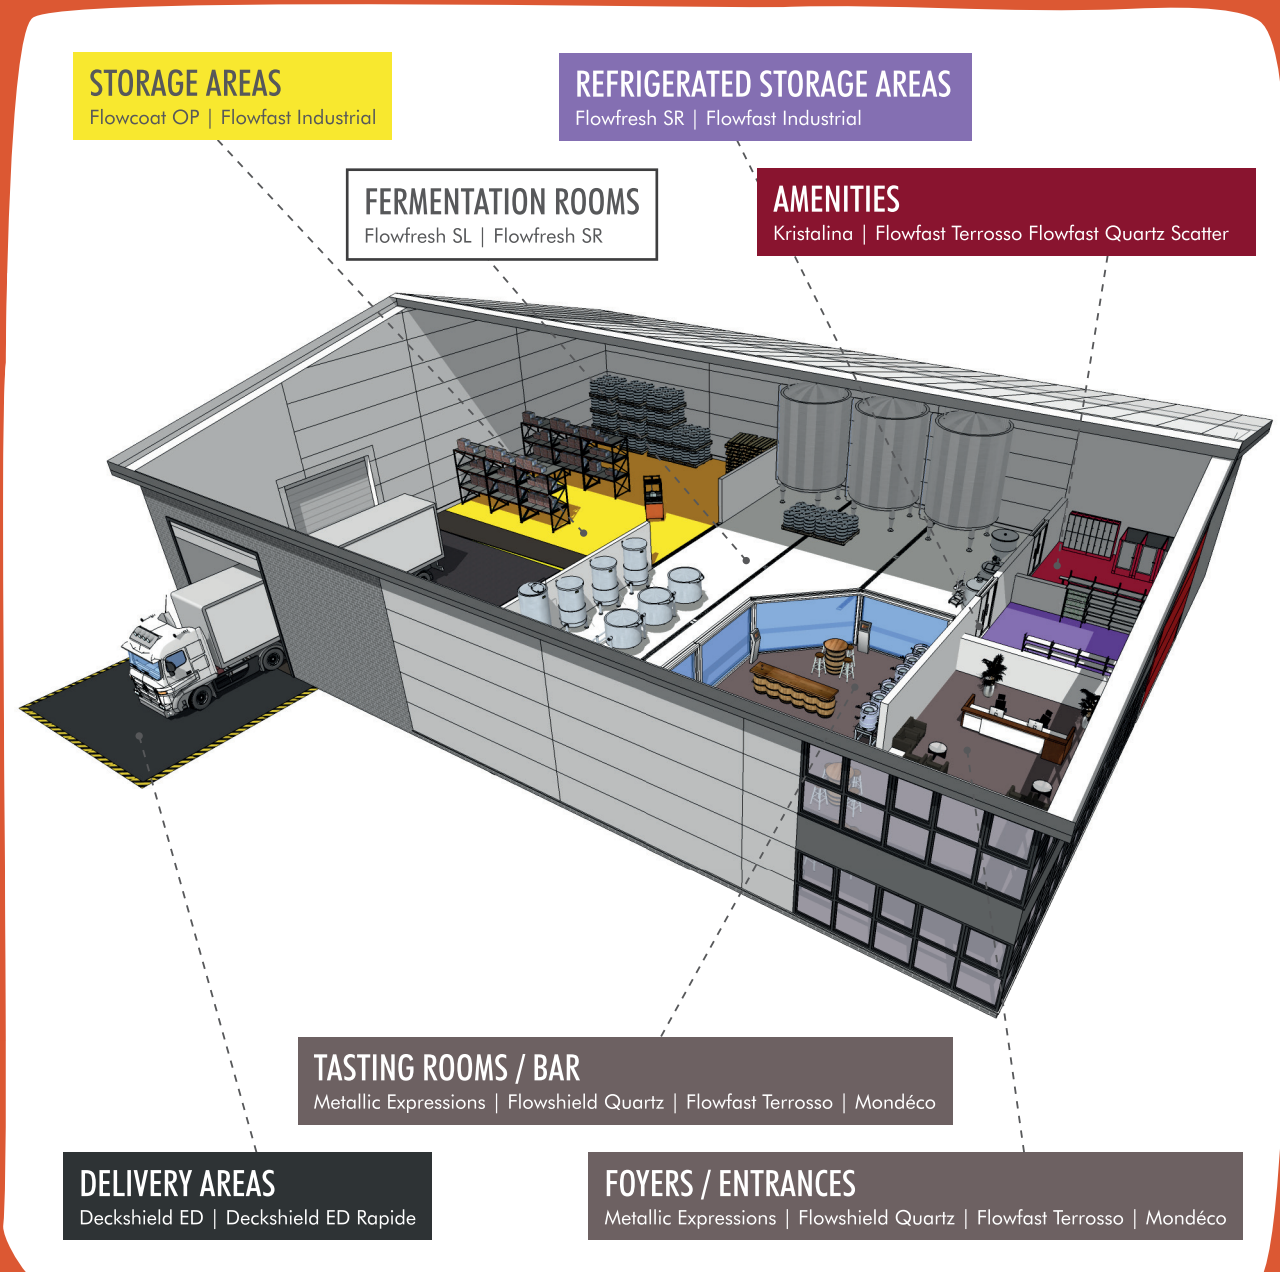 STORAGE AREAS
Flowcoat OP | Flowfast Industrial
REFRIGERATED STORAGE AREAS
Flowfresh SR | Flowfast Industrial
FERMENTATION ROOMS
Flowfresh SL | Flowfresh SR
AMENITIES
Kristalina | Flowfast Terrosso Flowfast Quartz Scatter
TASTING ROOMS / BAR
Metallic Expressions | Flowshield Quartz | Flowfast Terrosso | Mondéco
DELIVERY AREAS
Deckshield ED | Deckshield ED Rapide
FOYERS / ENTRANCES
Metallic Expressions | Flowshield Quartz | Flowfast Terrosso | Mondéco